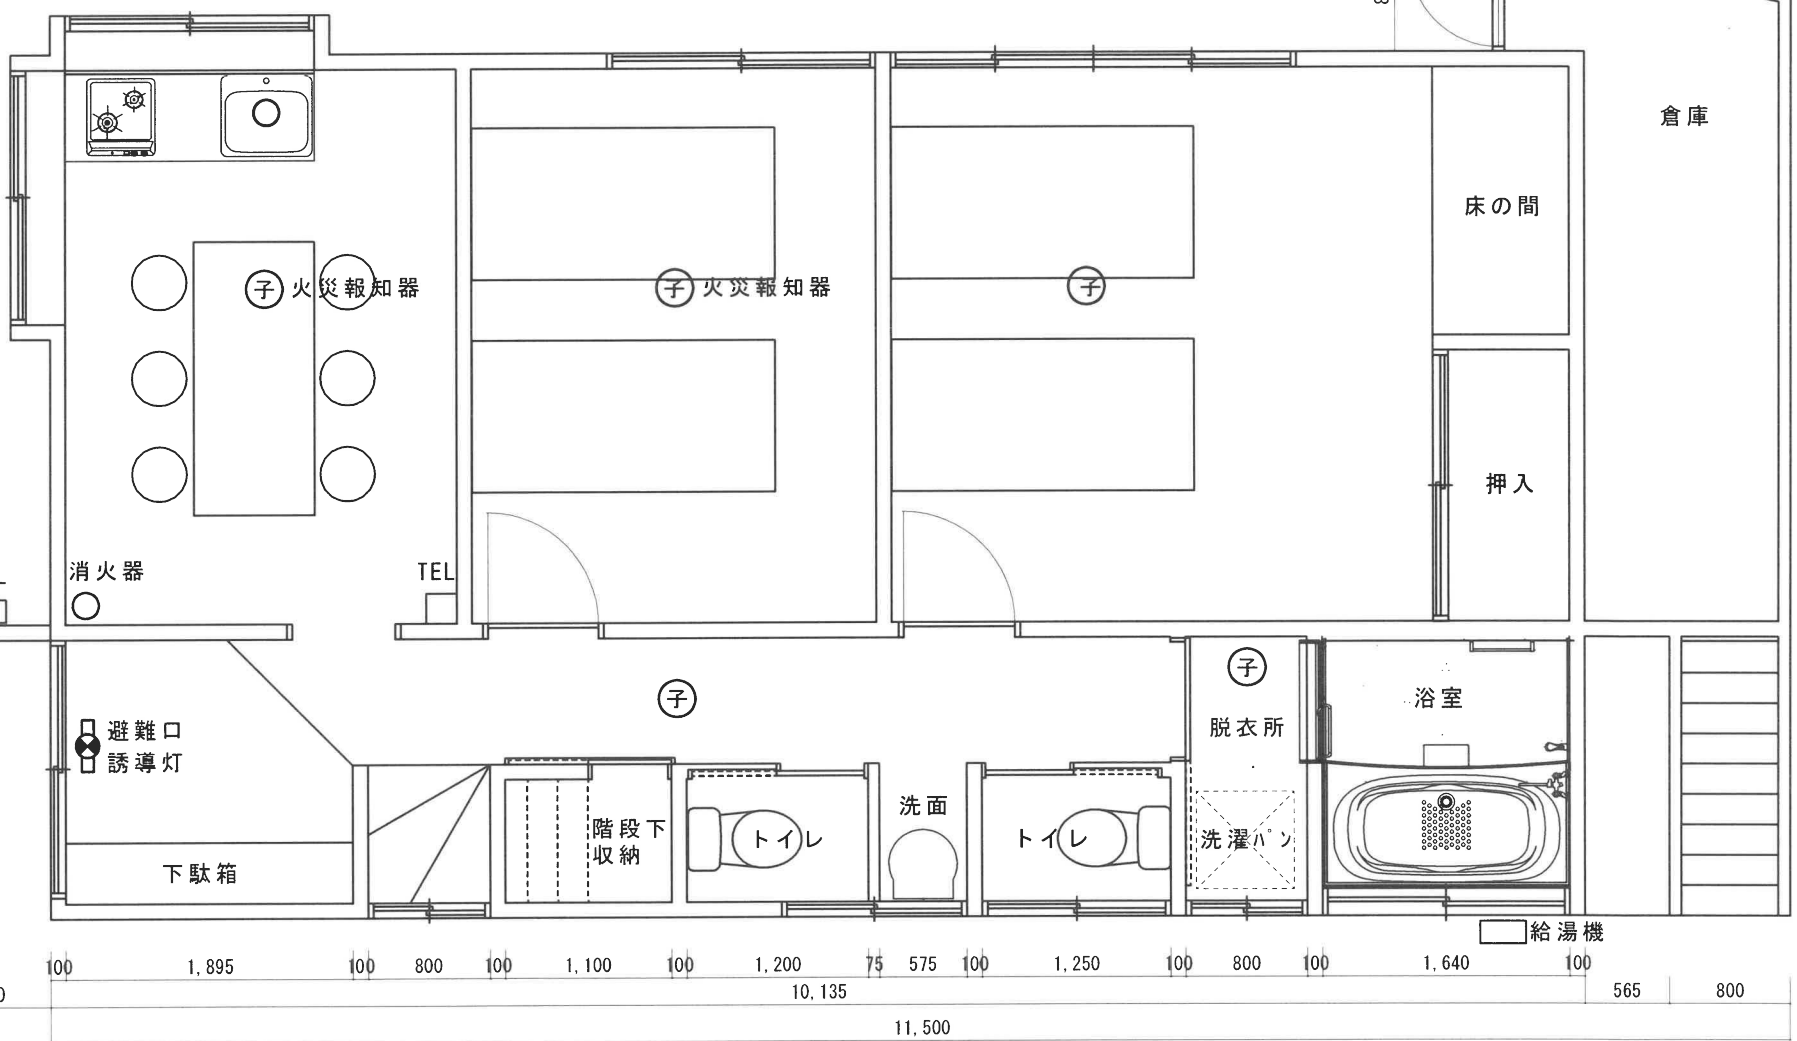 倉庫
床の間
子 火災報知器
子 火災報知器
子
押入
消火器
TEL
子
子
浴室
脱衣所
避難口
誘導灯
洗面
階段下
収納
トイレ
トイレ
洗濯パン
下駄箱
給湯機
100 1,895 100 800 100 1,100 100 1,200 75 575 100 1,250 100 800 100 1,640 100
10,135 565 800
11,500